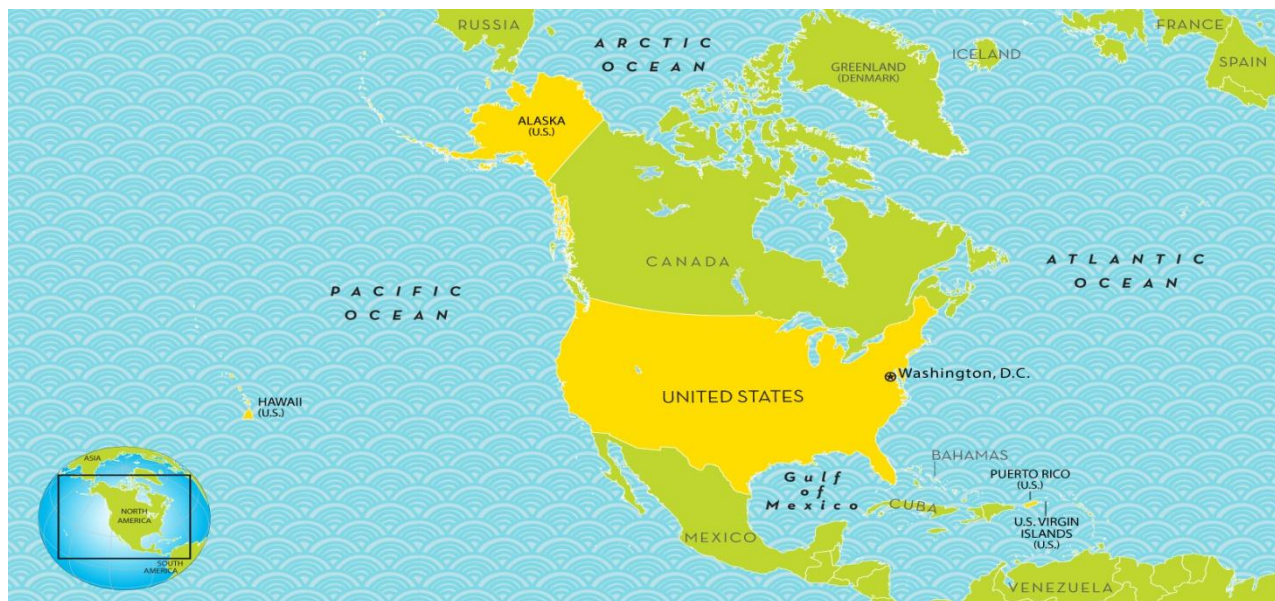 RUSSIA
ARCTIC
OCEAN
GREENLAND
(DENMARK)
ICELAND
FRANCE
SPAIN
ALASKA
(U.S.)
CANADA
ATLANTIC
OCEAN
PACIFIC
OCEAN
Washington, D.C.
UNITED STATES
HAWAII
(U.S.)
BAHAMAS
Gulf
of
Mexico
PUERTO RICO
(U.S.)
CUBA
U.S. VIRGIN
ISLANDS
(U.S.)
MEXICO
VENEZUELA
ASIA
NORTH
AMERICA
SOUTH
AMERICA